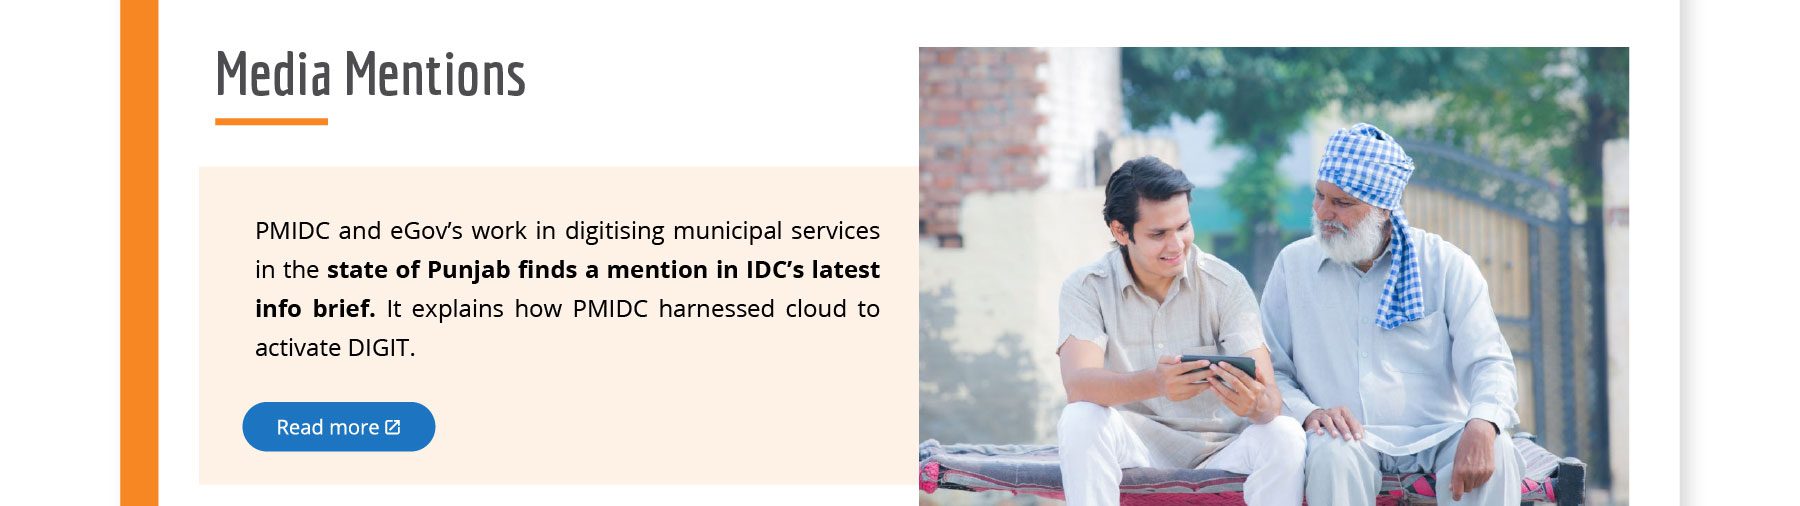 Media Mentions
PMIDC and eGov’s work in digitising municipal services
in the state of Punjab finds a mention in IDC’s latest
info brief. It explains how PMIDC harnessed cloud to
activate DIGIT.
Read more